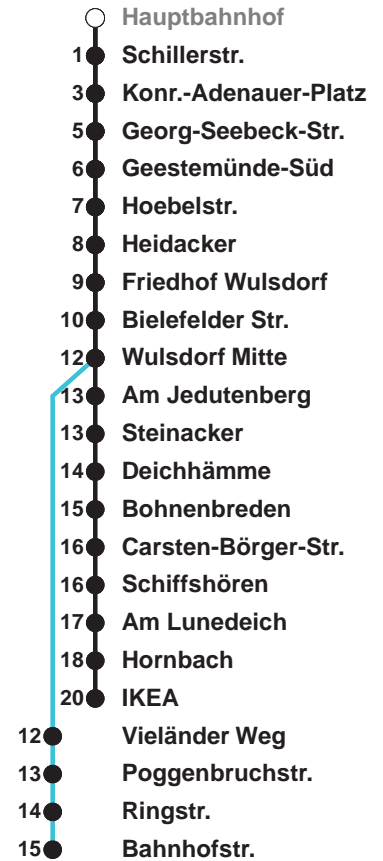 Hauptbahnhof
1 Schillerstr.
3 Konr.-Adenauer-Platz
5 Georg-Seebeck-Str.
6 Geestemünde-Süd
7 Hoebelstr.
8 Heidacker
9 Friedhof Wulsdorf
10 Bielefelder Str.
12 Wulsdorf Mitte
13 Am Jedutenberg
13 Steinacker
14 Deichhämme
15 Bohnenbreden
16 Carsten-Börger-Str.
16 Schiffshören
17 Am Lunedeich
18 Hornbach
20 IKEA
12 Vieländer Weg
13 Poggenbruchstr.
14 Ringstr.
15 Bahnhofstr.